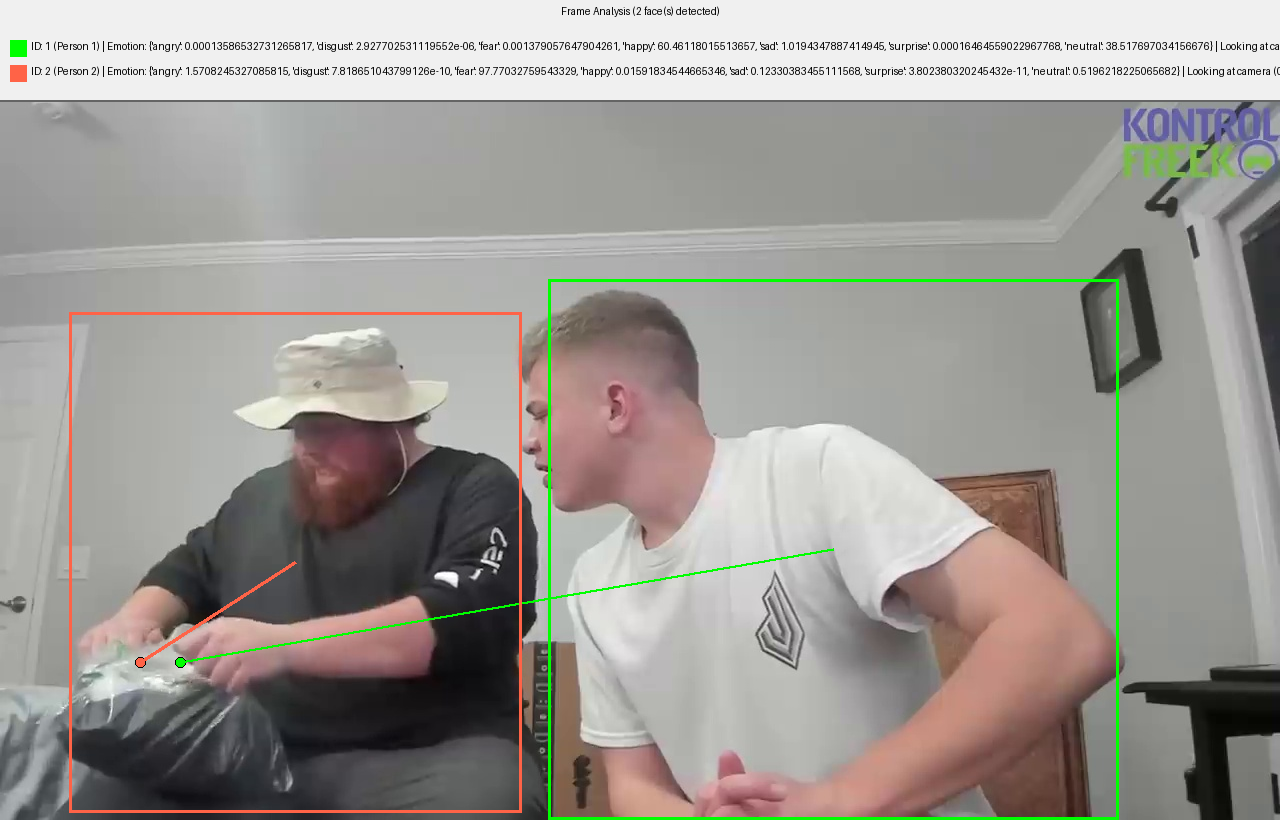 Frame Analysis (2 face(s) detected)
ID: 1 (Person 1) | Emotion: {'angry': 0.00013586532731265817, 'disgust': 2.9277702531119552e-06, 'fear': 0.001379057647904261, 'happy': 60.46118015513657, 'sad': 1.0194347887414945, 'surprise': 0.00016464559022967768, 'neutral': 38.517697034156676} | Looking at ca
ID: 2 (Person 2) | Emotion: {'angry': 1.5708245327085815, 'disgust': 7.818651043799126e-10, 'fear': 97.77032759543329, 'happy': 0.01591834544665346, 'sad': 0.12330383455111568, 'surprise': 3.802380320245432e-11, 'neutral': 0.5196218225065682} | Looking at camera (0
KONTROL
FREEK